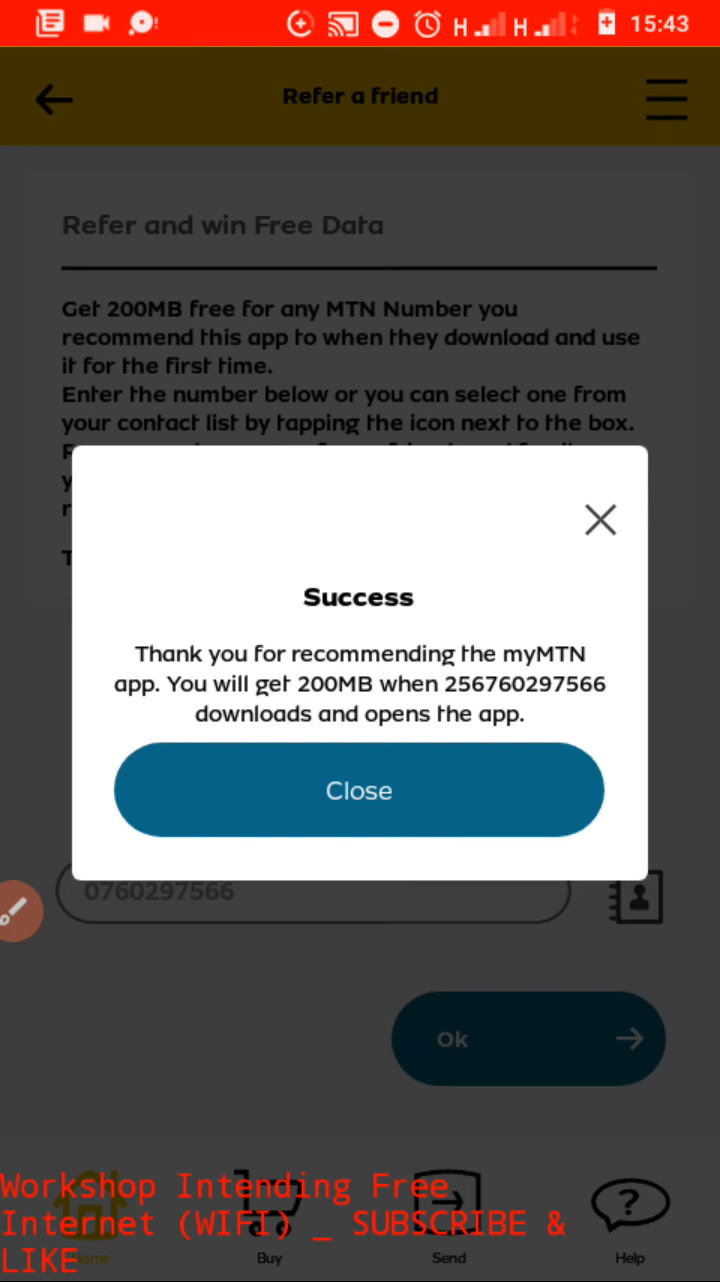 15:43
Refer a friend
Refer and win Free Data
Get 200MB free for any MTN Number you
recommend this app to when they download and use
it for the first time.
Enter the number below or you can select one from
your contact list by tapping the icon next to the box.
Success
Thank you for recommending the myMTN
app. You will get 200MB when 256760297566
downloads and opens the app.
Close
0760297566
Ok
Workshop Intending Free
Internet (WIFI) _ SUBSCRIBE &
LIKE
Home
Buy
Send
Help